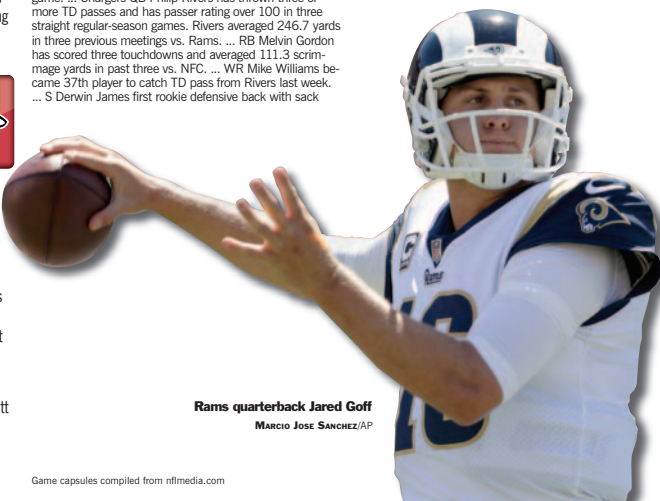 more TD passes and has passer rating over 100 in three
straight regular-season games. Rivers averaged 246.7 yards
in three previous meetings vs. Rams. ... RB Melvin Gordon
has scored three touchdowns and averaged 111.3 scrim-
mage yards in past three vs. NFC. ... WR Mike Williams be-
came 37th player to catch TD pass from Rivers last week.
... S Derwin James first rookie defensive back with sack
Rams
16
Rams quarterback Jared Goff
MARCIO JOSE SANCHEZ/AP
Game capsules compiled from nflmedia.com